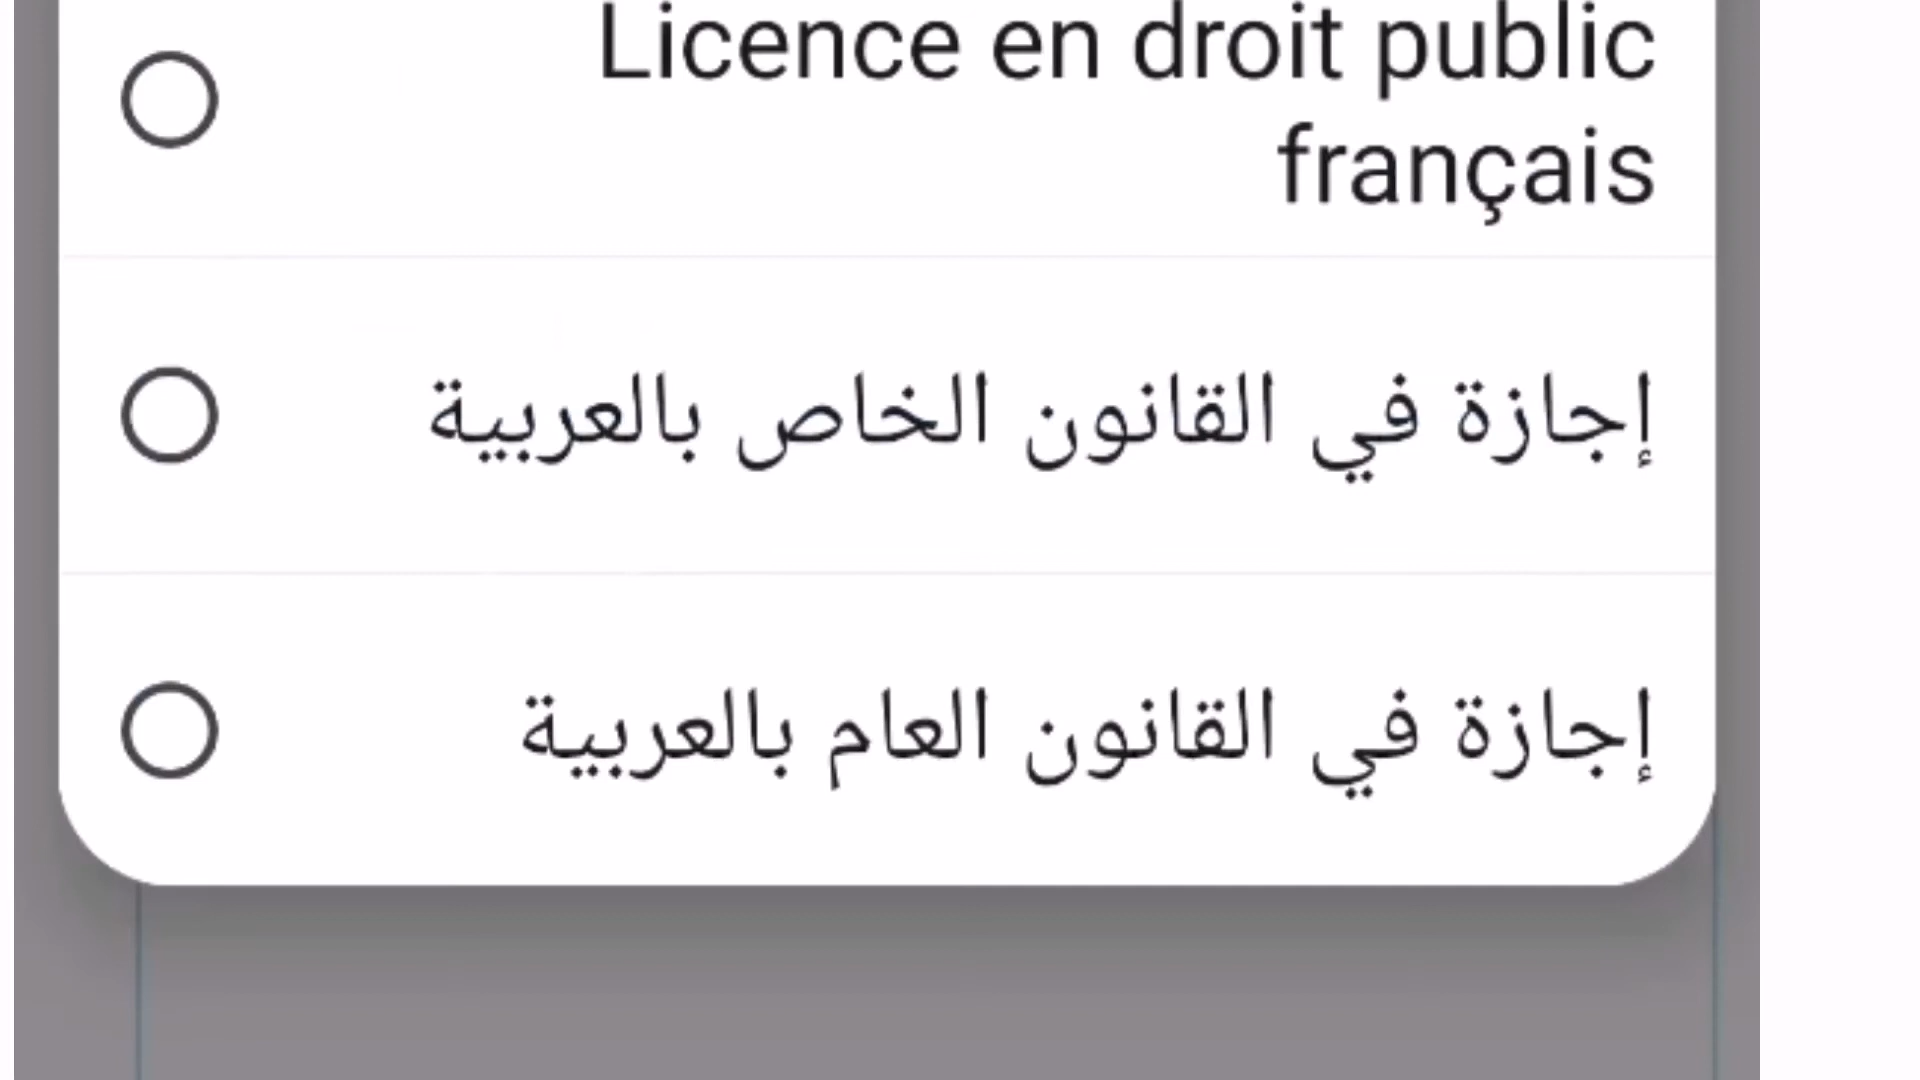 Licence en droit public
français
إجازة في القانون الخاص بالعربية
إجازة في القانون العام بالعربية